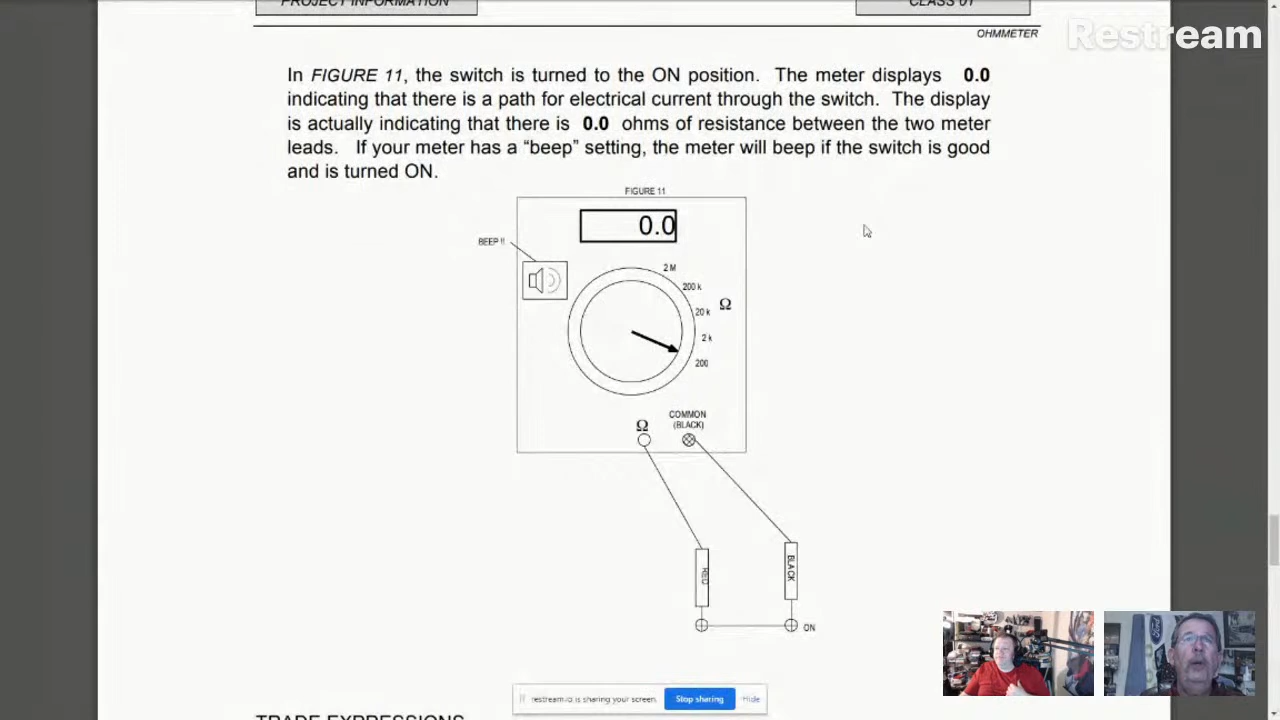 PROJECT INFORMATION
CLASS 01
OHMMETER
Restream
In FIGURE 11, the switch is turned to the ON position. The meter displays 0.0
indicating that there is a path for electrical current through the switch. The display
is actually indicating that there is 0.0 ohms of resistance between the two meter
leads. If your meter has a “beep” setting, the meter will beep if the switch is good
and is turned ON.
FIGURE 11
0.0
BEEP !!
2 M
200 k
Ω
20 k
2 k
200
COMMON
Ω (BLACK)
RED
BLACK
ON
Ford
restream.io is sharing your screen. Stop sharing Hide
TRADE EXPRESSIONS